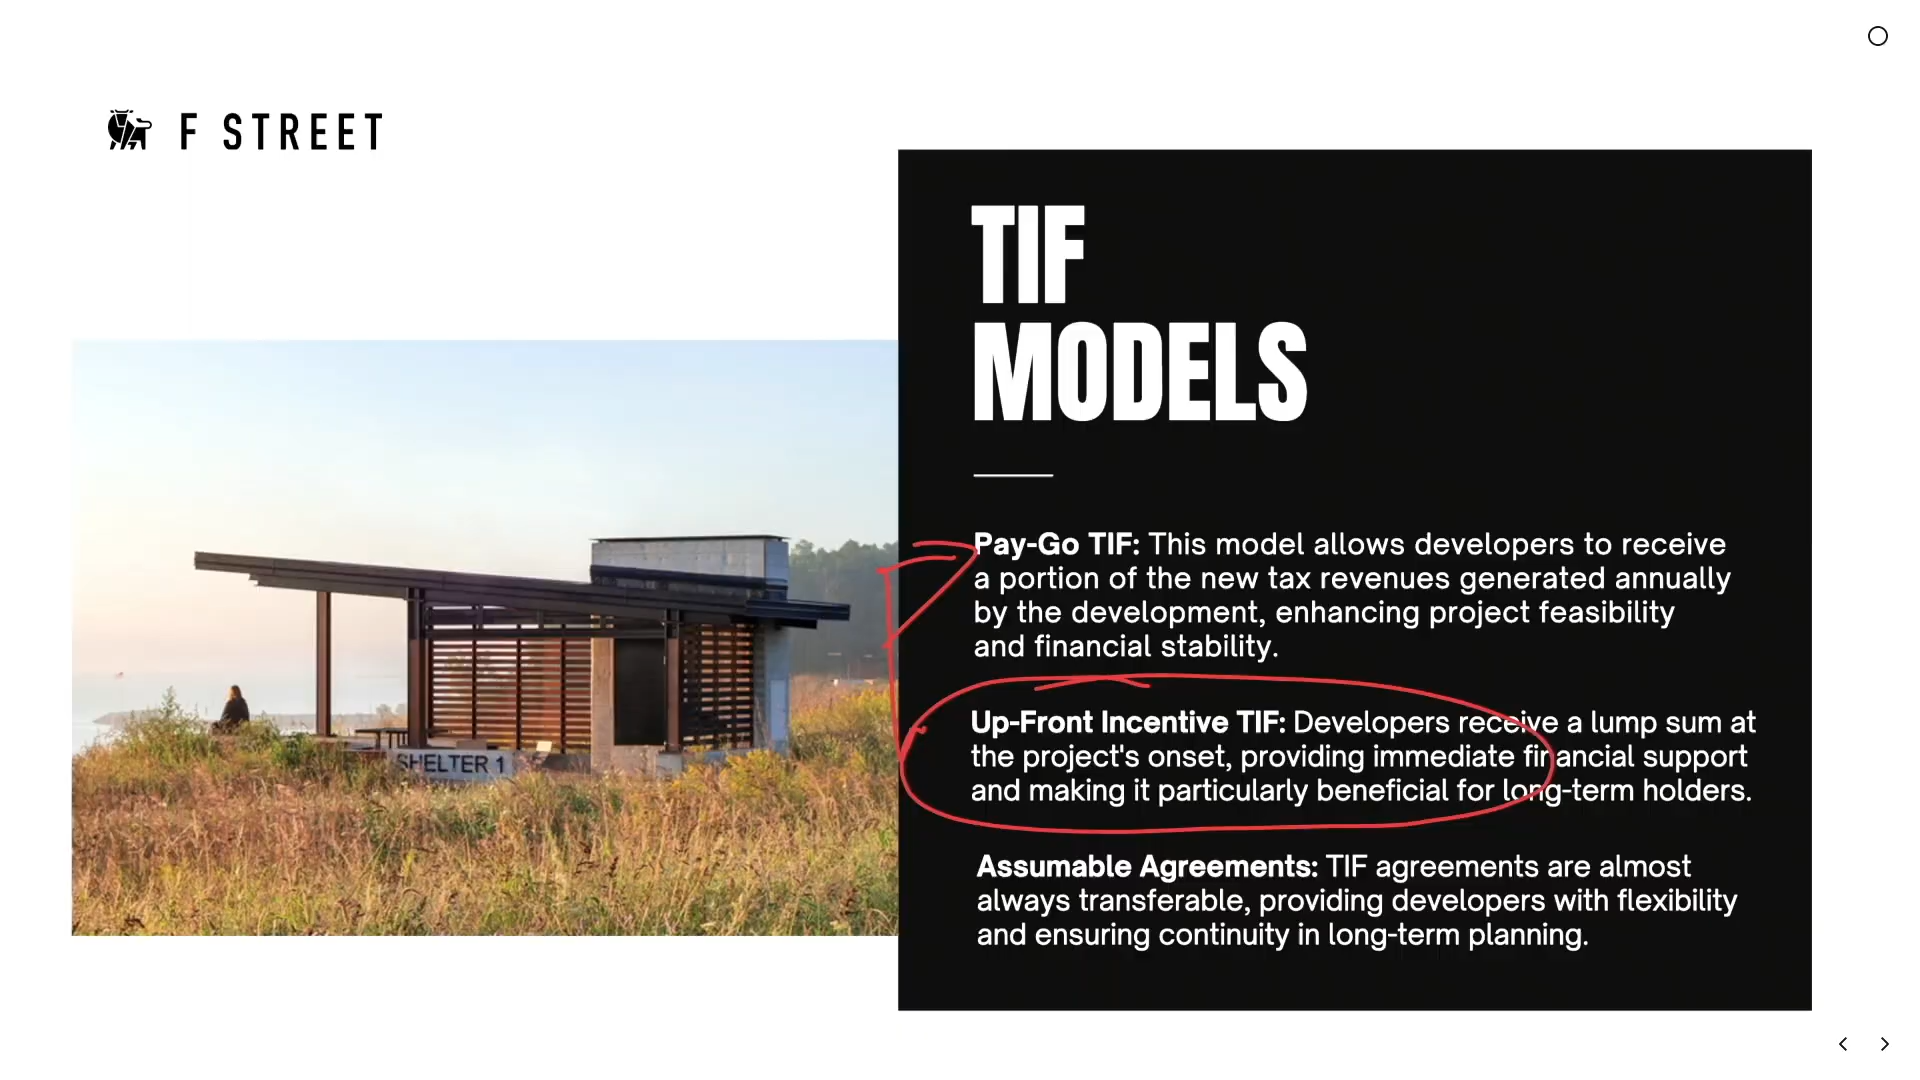 F STREET
TIF
MODELS
Pay-Go TIF: This model allows developers to receive
a portion of the new tax revenues generated annually
by the development, enhancing project feasibility
and financial stability.
Up-Front Incentive TIF: Developers receive a lump sum at
the project's onset, providing immediate financial support
and making it particularly beneficial for long-term holders.
Assumable Agreements: TIF agreements are almost
always transferable, providing developers with flexibility
and ensuring continuity in long-term planning.
SHELTER 1